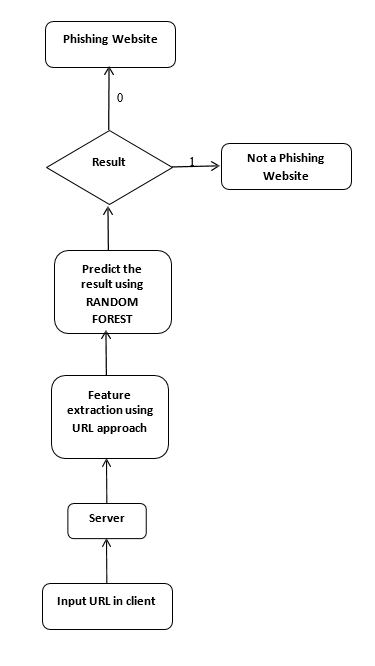 Phishing Website
0
Result
1
Not a Phishing
Website
Predict the
result using
RANDOM
FOREST
Feature
extraction using
URL approach
Server
Input URL in client